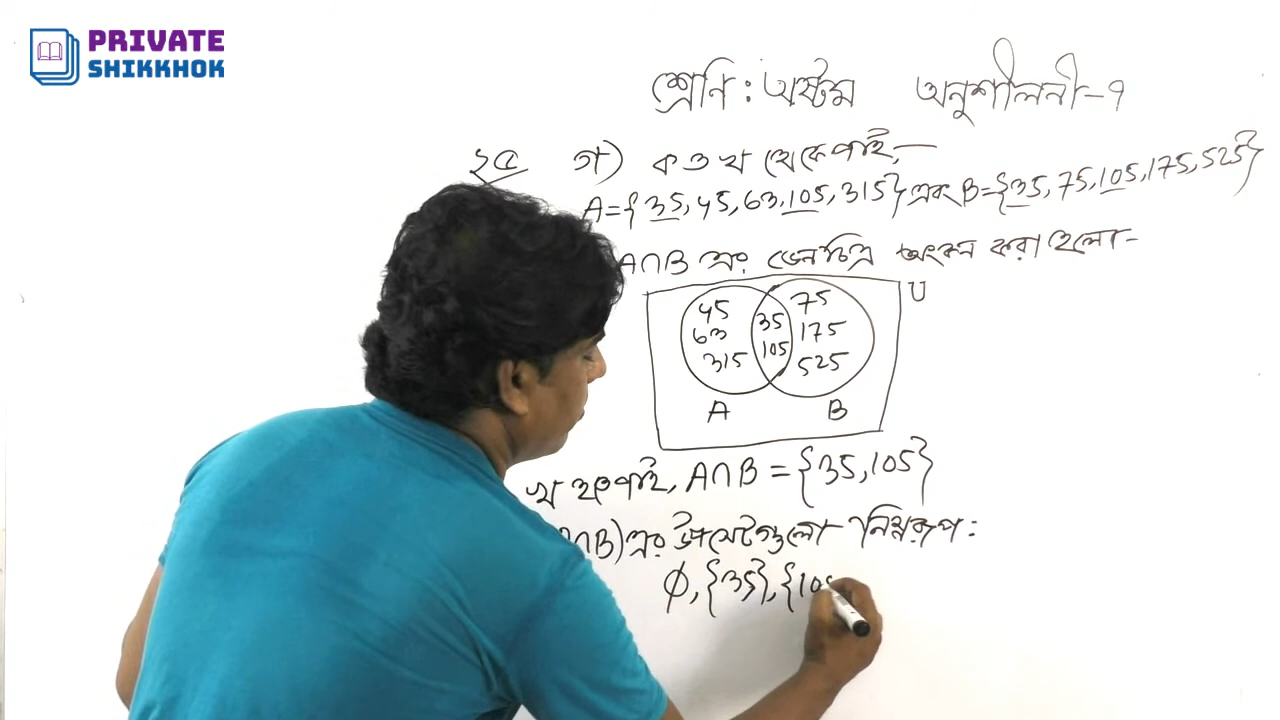 PRIVATE
SHIKKHOK
শ্রেণি : অষ্টম অনুশীলনী-৭
২৫ গ) ক ও খ থেকে পাই,—
A={35,45,63,105,315} এবং B={35,75,105,175,525}
A∩B এর ভেনচিত্র অংকন করা হলো-
U
45 35 75
63 105 175
315 525
A B
খ হতে পাই, A∩B = {35,105}
∩B) এর উপসেটগুলো নিম্নরূপ:
∅, {35}, {10